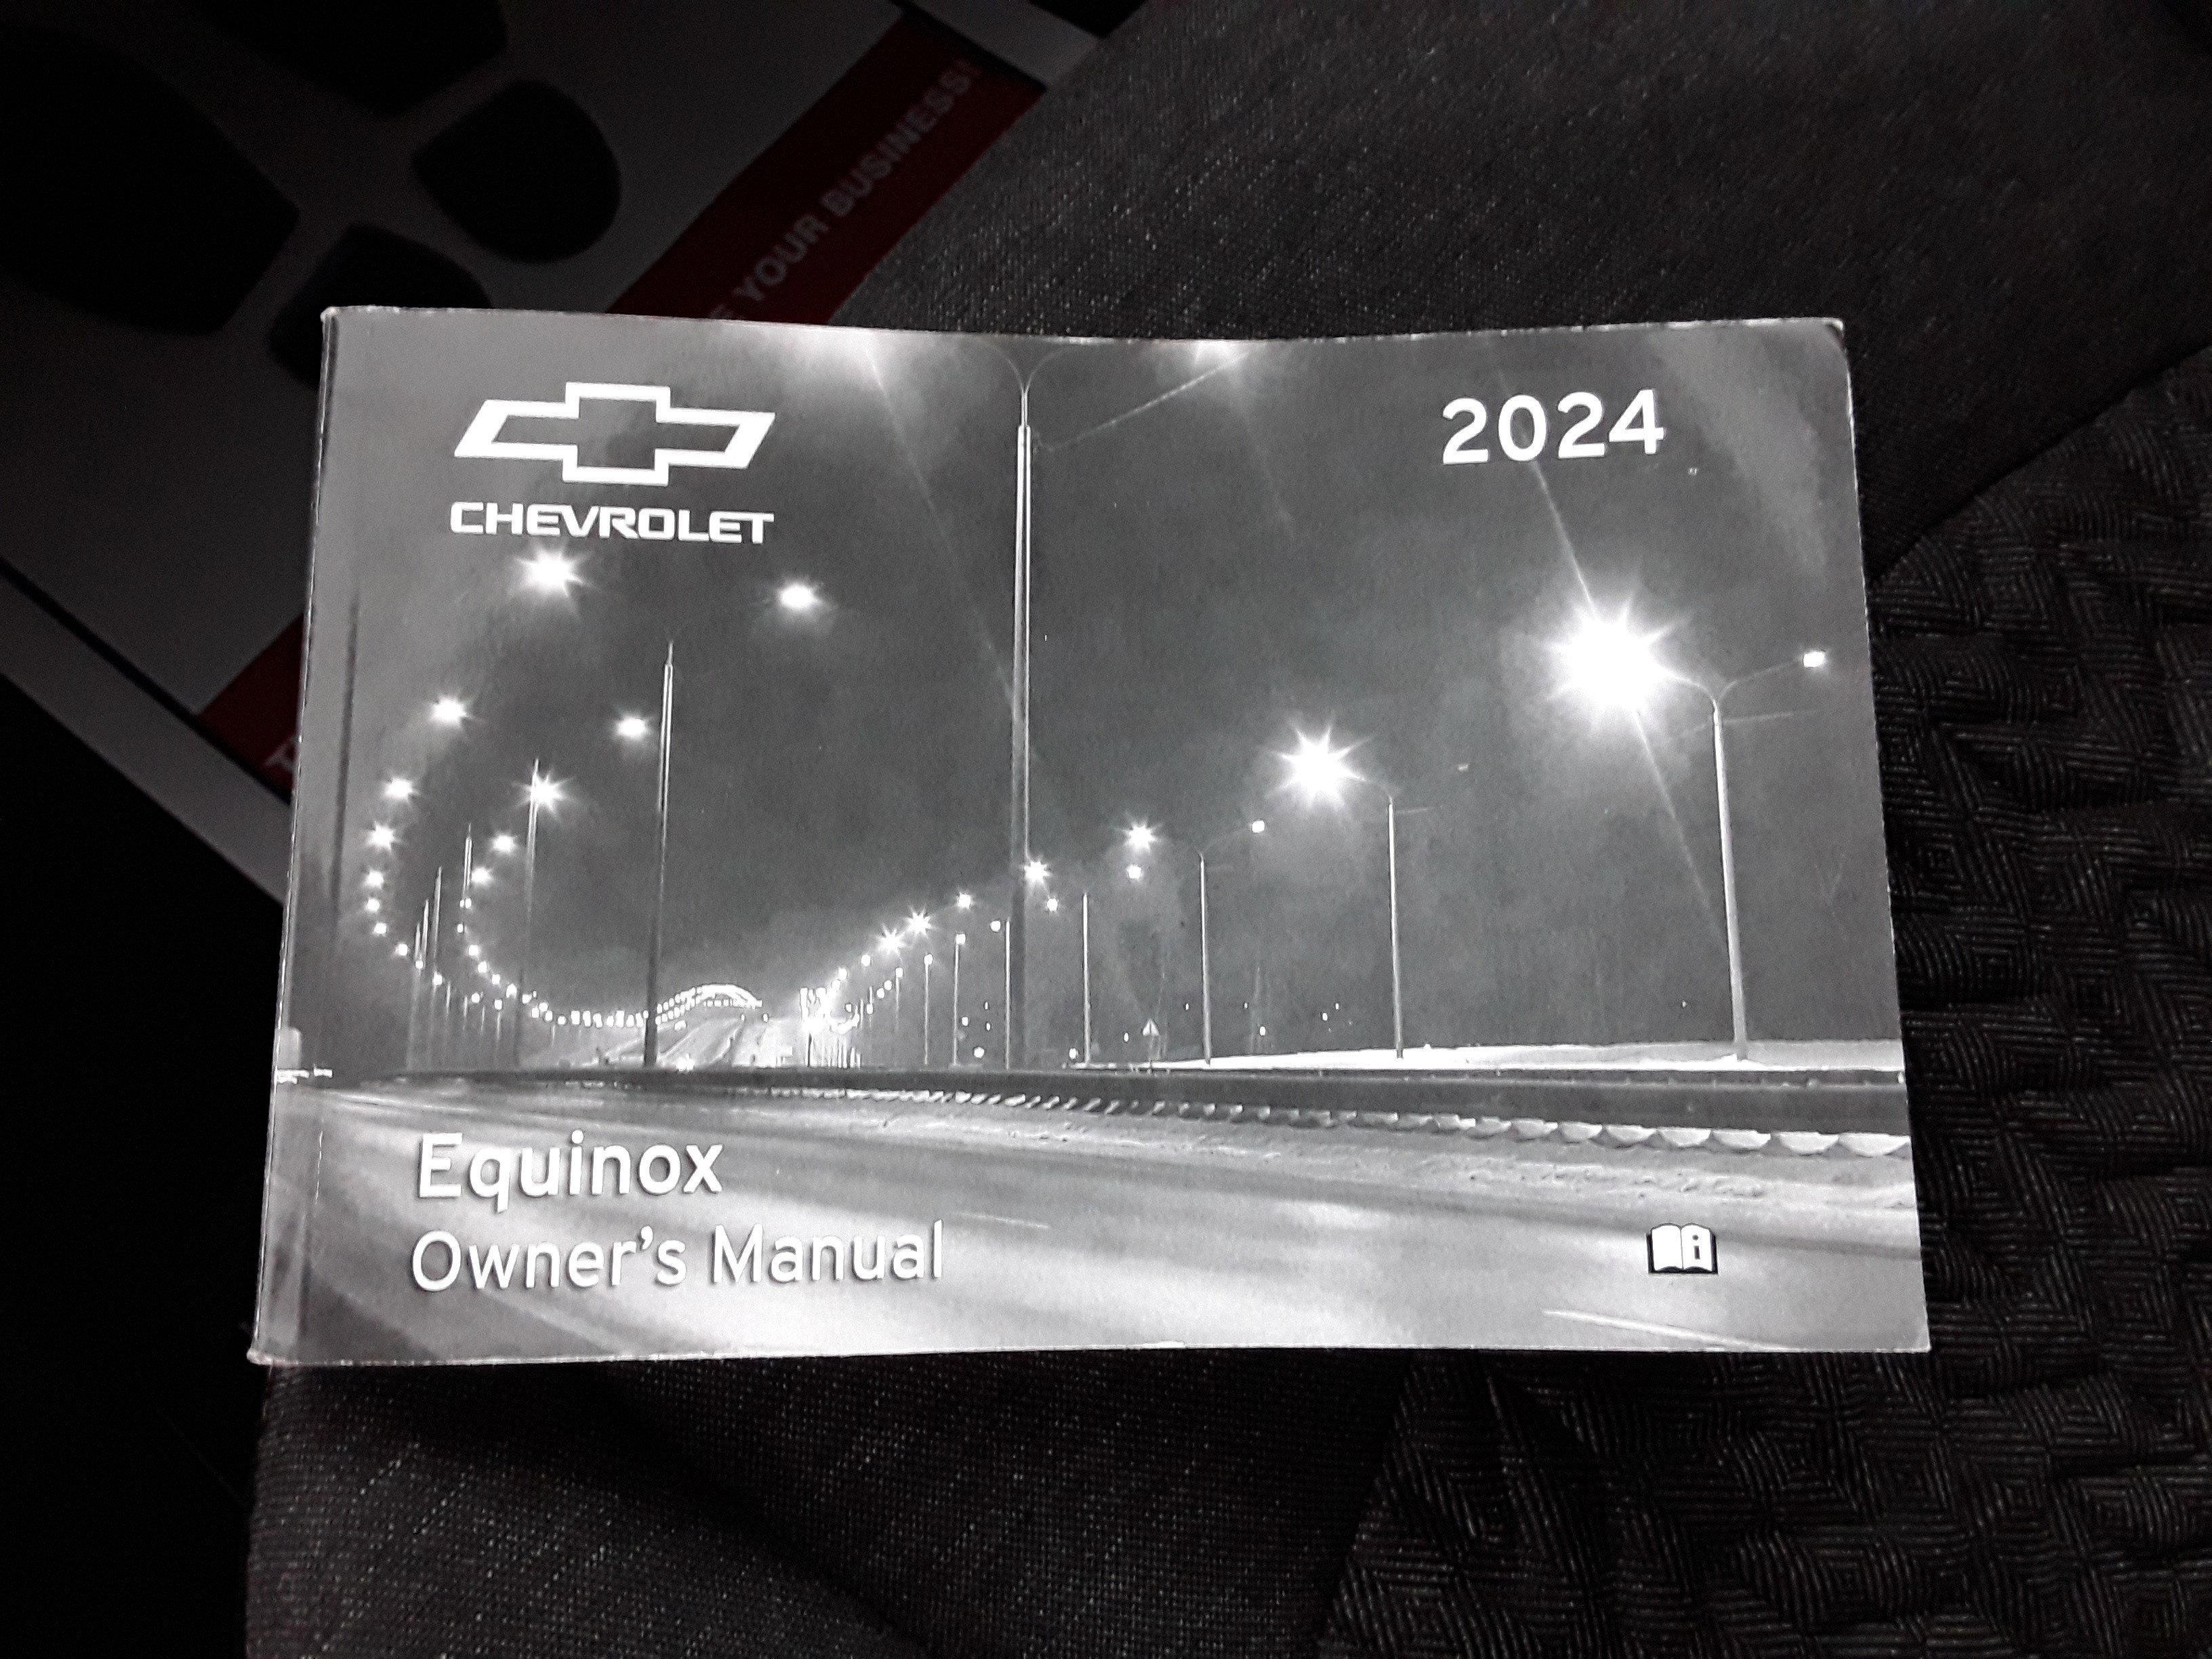 YOUR BUSINESS!
CHEVROLET
2024
Equinox
Owner's Manual
i